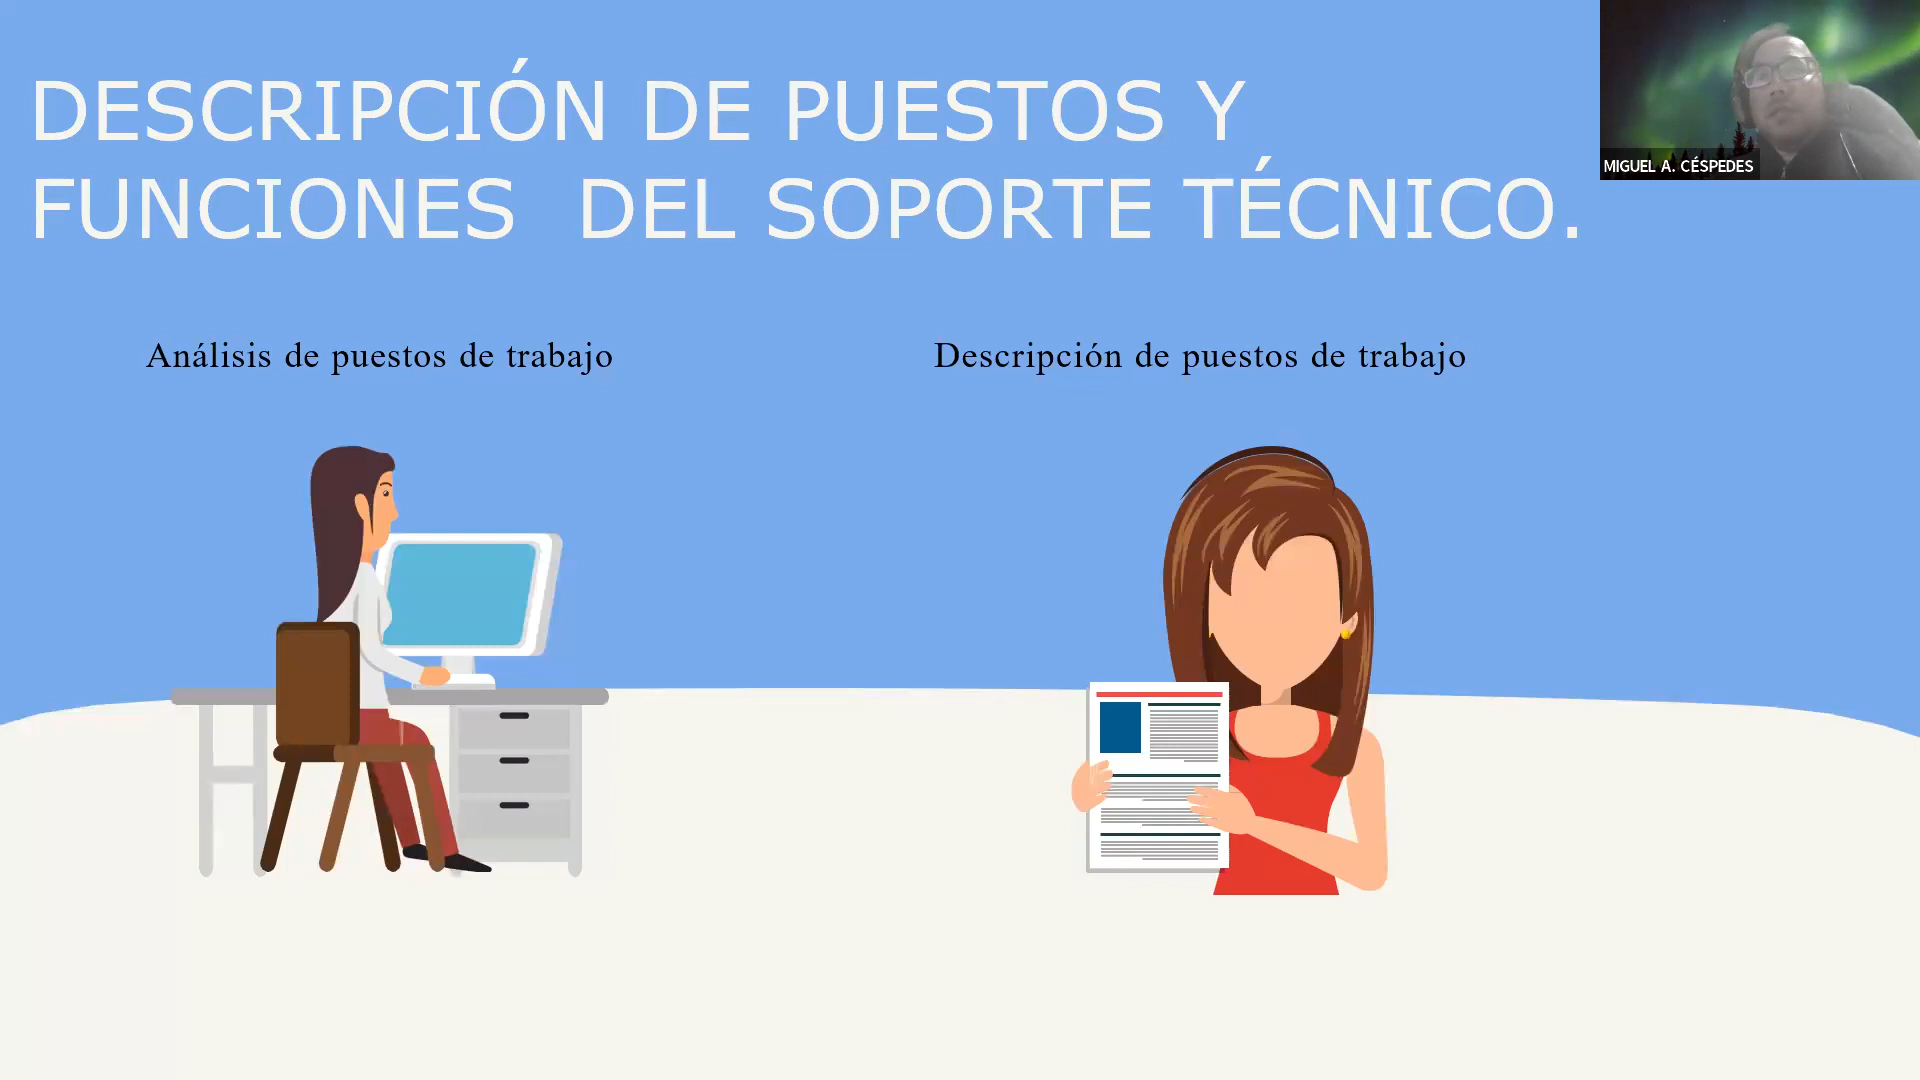 DESCRIPCIÓN DE PUESTOS Y
FUNCIONES  DEL SOPORTE TÉCNICO.
MIGUEL A. CÉSPEDES
Análisis de puestos de trabajo
Descripción de puestos de trabajo